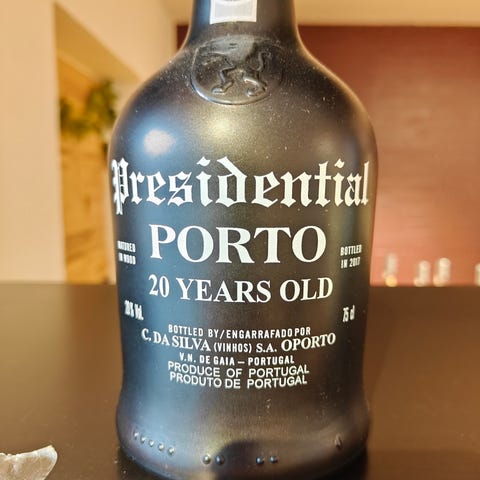 Presidential
MATURED
IN WOOD
PORTO
BOTTLED
IN 2017
20 YEARS OLD
20% Vol.
75 cl
BOTTLED BY/ENGARRAFADO POR
C. DA SILVA (VINHOS) S.A. OPORTO
V.N. DE GAIA – PORTUGAL
PRODUCE OF PORTUGAL
PRODUTO DE PORTUGAL